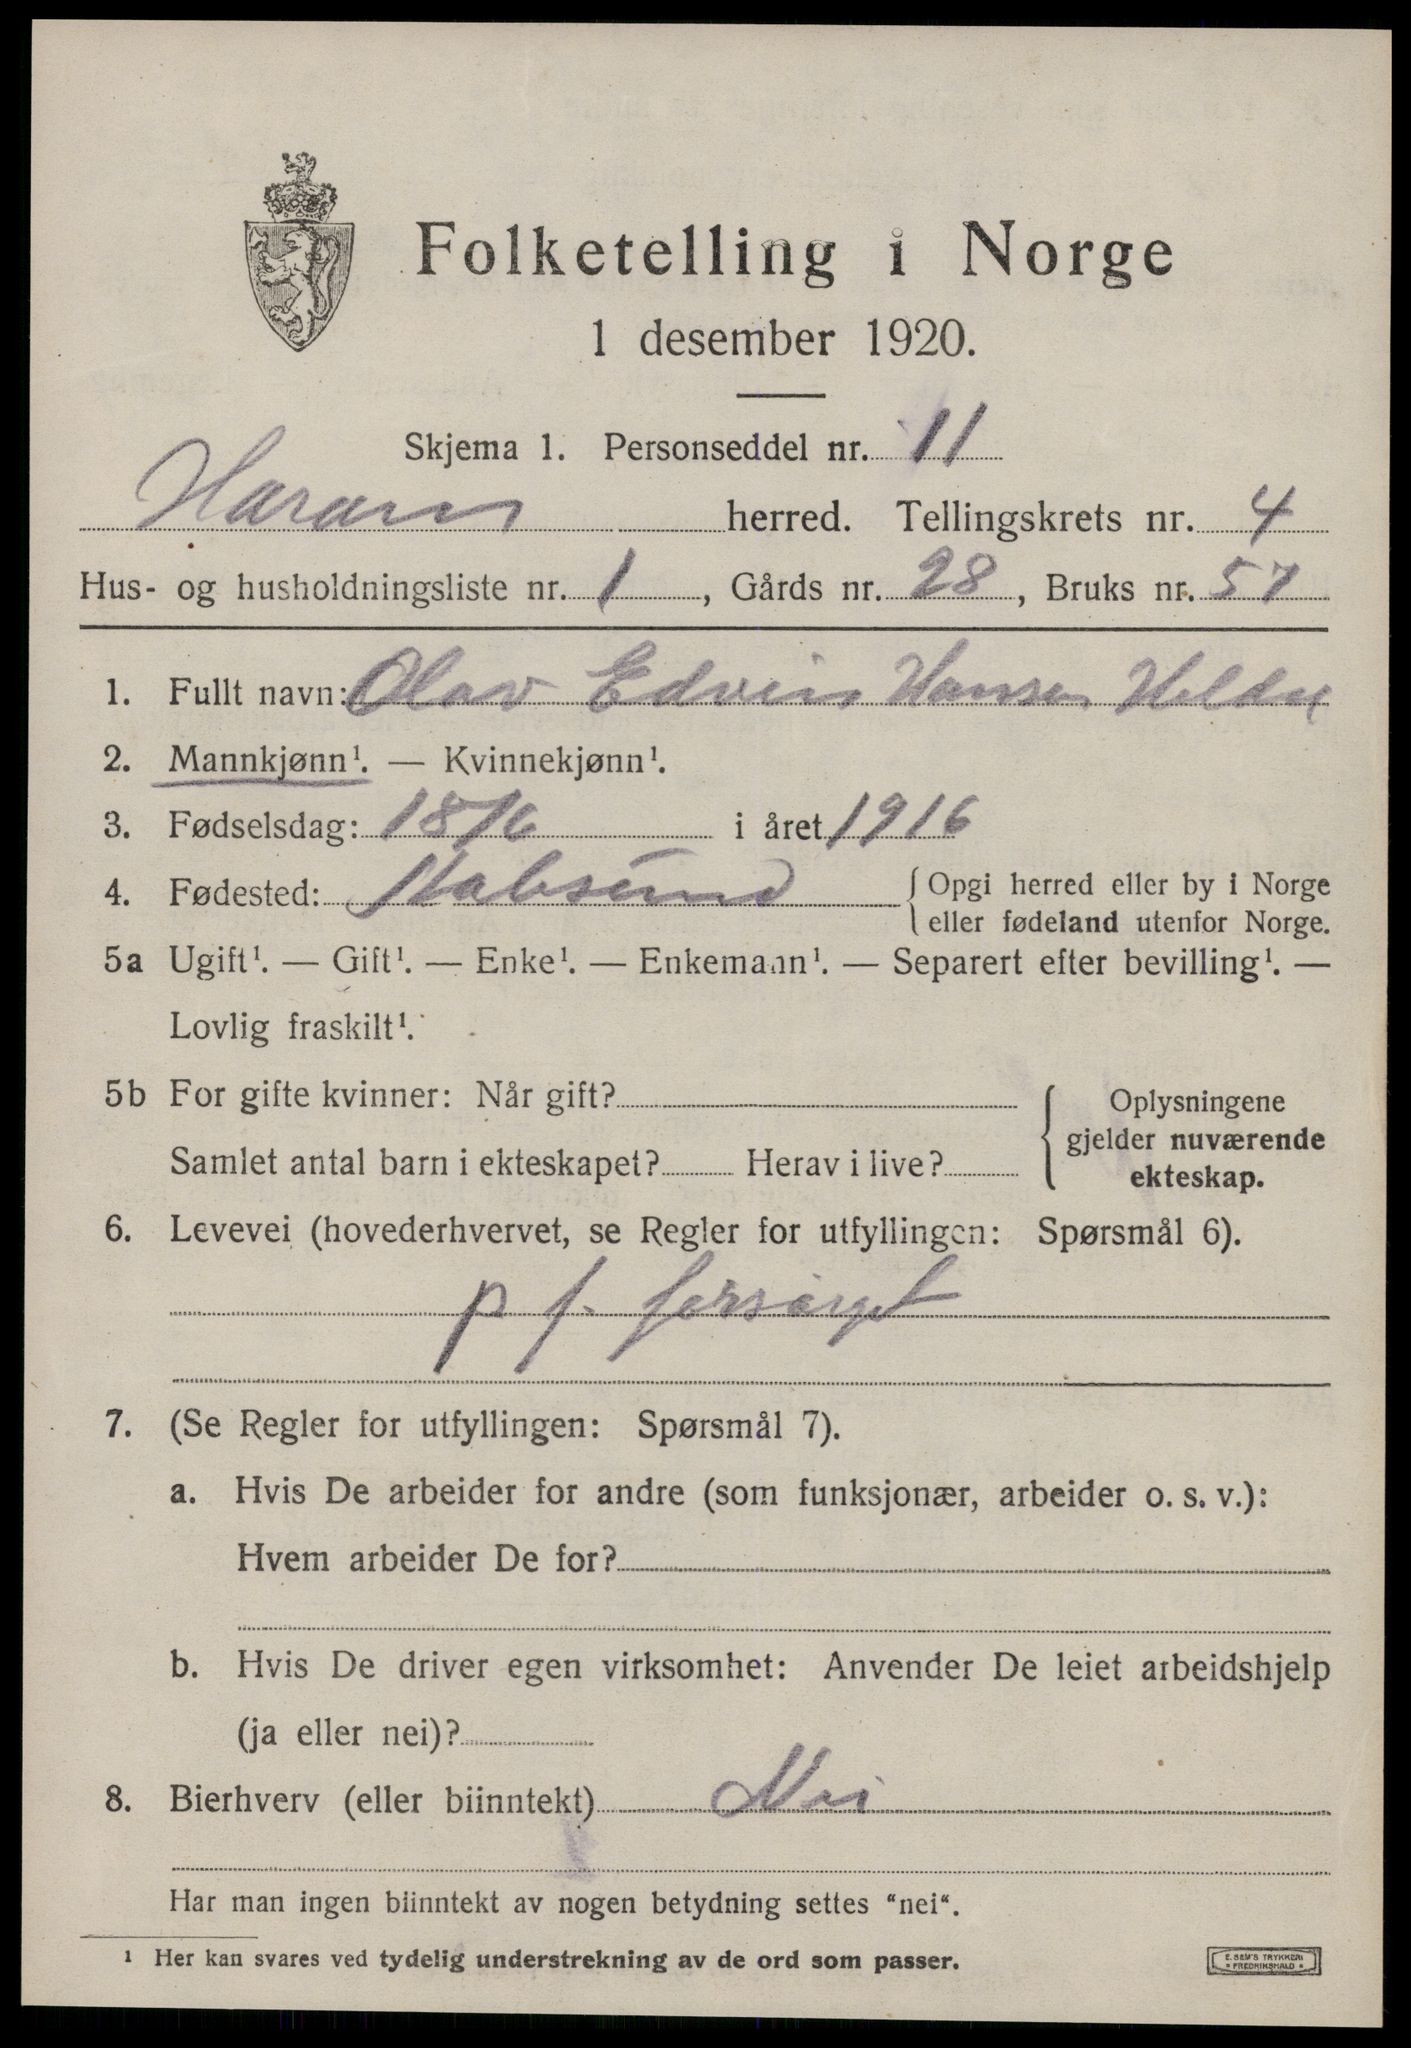 Folketelling i Norge
1 desember 1920.
Skjema 1. Personseddel nr. 11
Haram herred. Tellingskrets nr. 4
Hus- og husholdningsliste nr. 1, Gårds nr. 28, Bruks nr. 57
1. Fullt navn: Olav Edvin Hansen
2. Mannkjønn¹. — Kvinnekjønn¹.
3. Fødselsdag: 18/6 i året 1916
4. Fødested: { Opgi herred eller by i Norge
eller fødeland utenfor Norge.
5a Ugift¹. — Gift¹. — Enke¹. — Enkemann¹. — Separert efter bevilling¹. —
Lovlig fraskilt¹.
5b For gifte kvinner: Når gift? { Oplysningene
gjelder nuværende
Samlet antal barn i ekteskapet? Herav i live?
ekteskap.
6. Levevei (hovederhvervet, se Regler for utfyllingen: Spørsmål 6).
p f. forsørget
7. (Se Regler for utfyllingen: Spørsmål 7).
a. Hvis De arbeider for andre (som funksjonær, arbeider o. s. v.):
Hvem arbeider De for?
b. Hvis De driver egen virksomhet: Anvender De leiet arbeidshjelp
(ja eller nei)?
8. Bierhverv (eller biinntekt) Nei
Har man ingen biinntekt av nogen betydning settes “nei“.
¹ Her kan svares ved tydelig understrekning av de ord som passer.
E. SEM'S TRYKKERI
* FREDRIKSHALD *